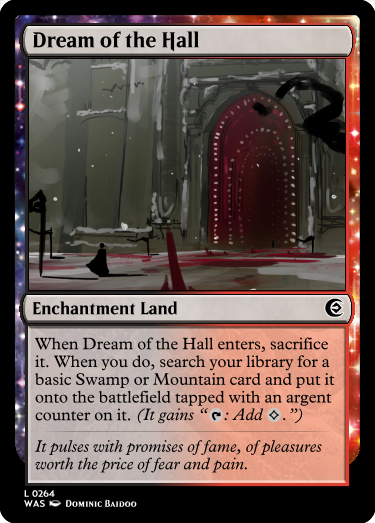 Dream of the Hall
Enchantment Land
When Dream of the Hall enters, sacrifice
it. When you do, search your library for a
basic Swamp or Mountain card and put it
onto the battlefield tapped with an argent
counter on it. (It gains “: Add .”)
It pulses with promises of fame, of pleasures
worth the price of fear and pain.
L 0264
WAS DOMINIC BAIDOO